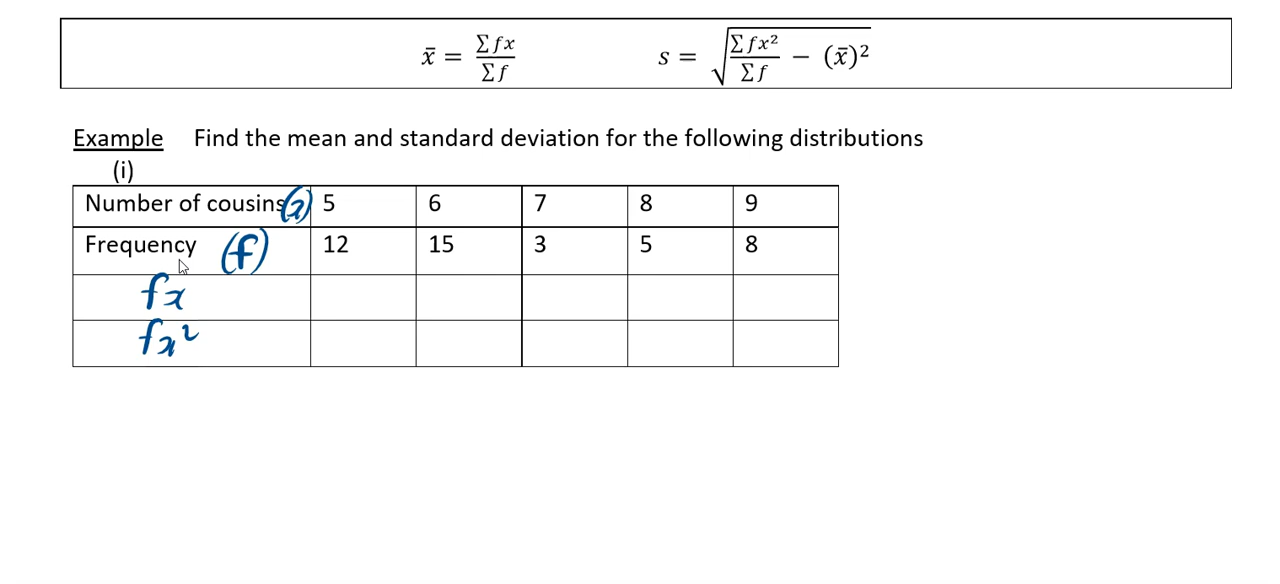 x̄ = Σfx / Σf    s = √(Σfx² / Σf − (x̄)²)
Example Find the mean and standard deviation for the following distributions
(i)
Number of cousins (x) 5 6 7 8 9
Frequency (f) 12 15 3 5 8
fx
fx²